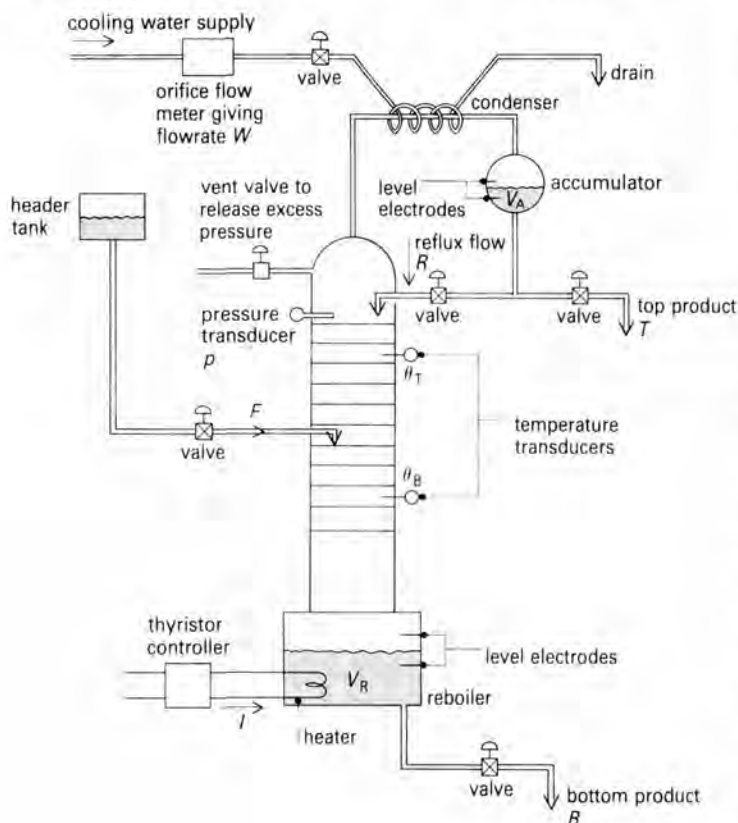 cooling water supply
valve
orifice flow
meter giving
flowrate W
drain
condenser
header
tank
vent valve to
release excess
pressure
level
electrodes
V_A
accumulator
reflux flow
R
pressure
transducer
p
valve
valve
top product
T
θ_T
F
valve
temperature
transducers
θ_B
thyristor
controller
level electrodes
V_R
I
heater
reboiler
valve
bottom product
B